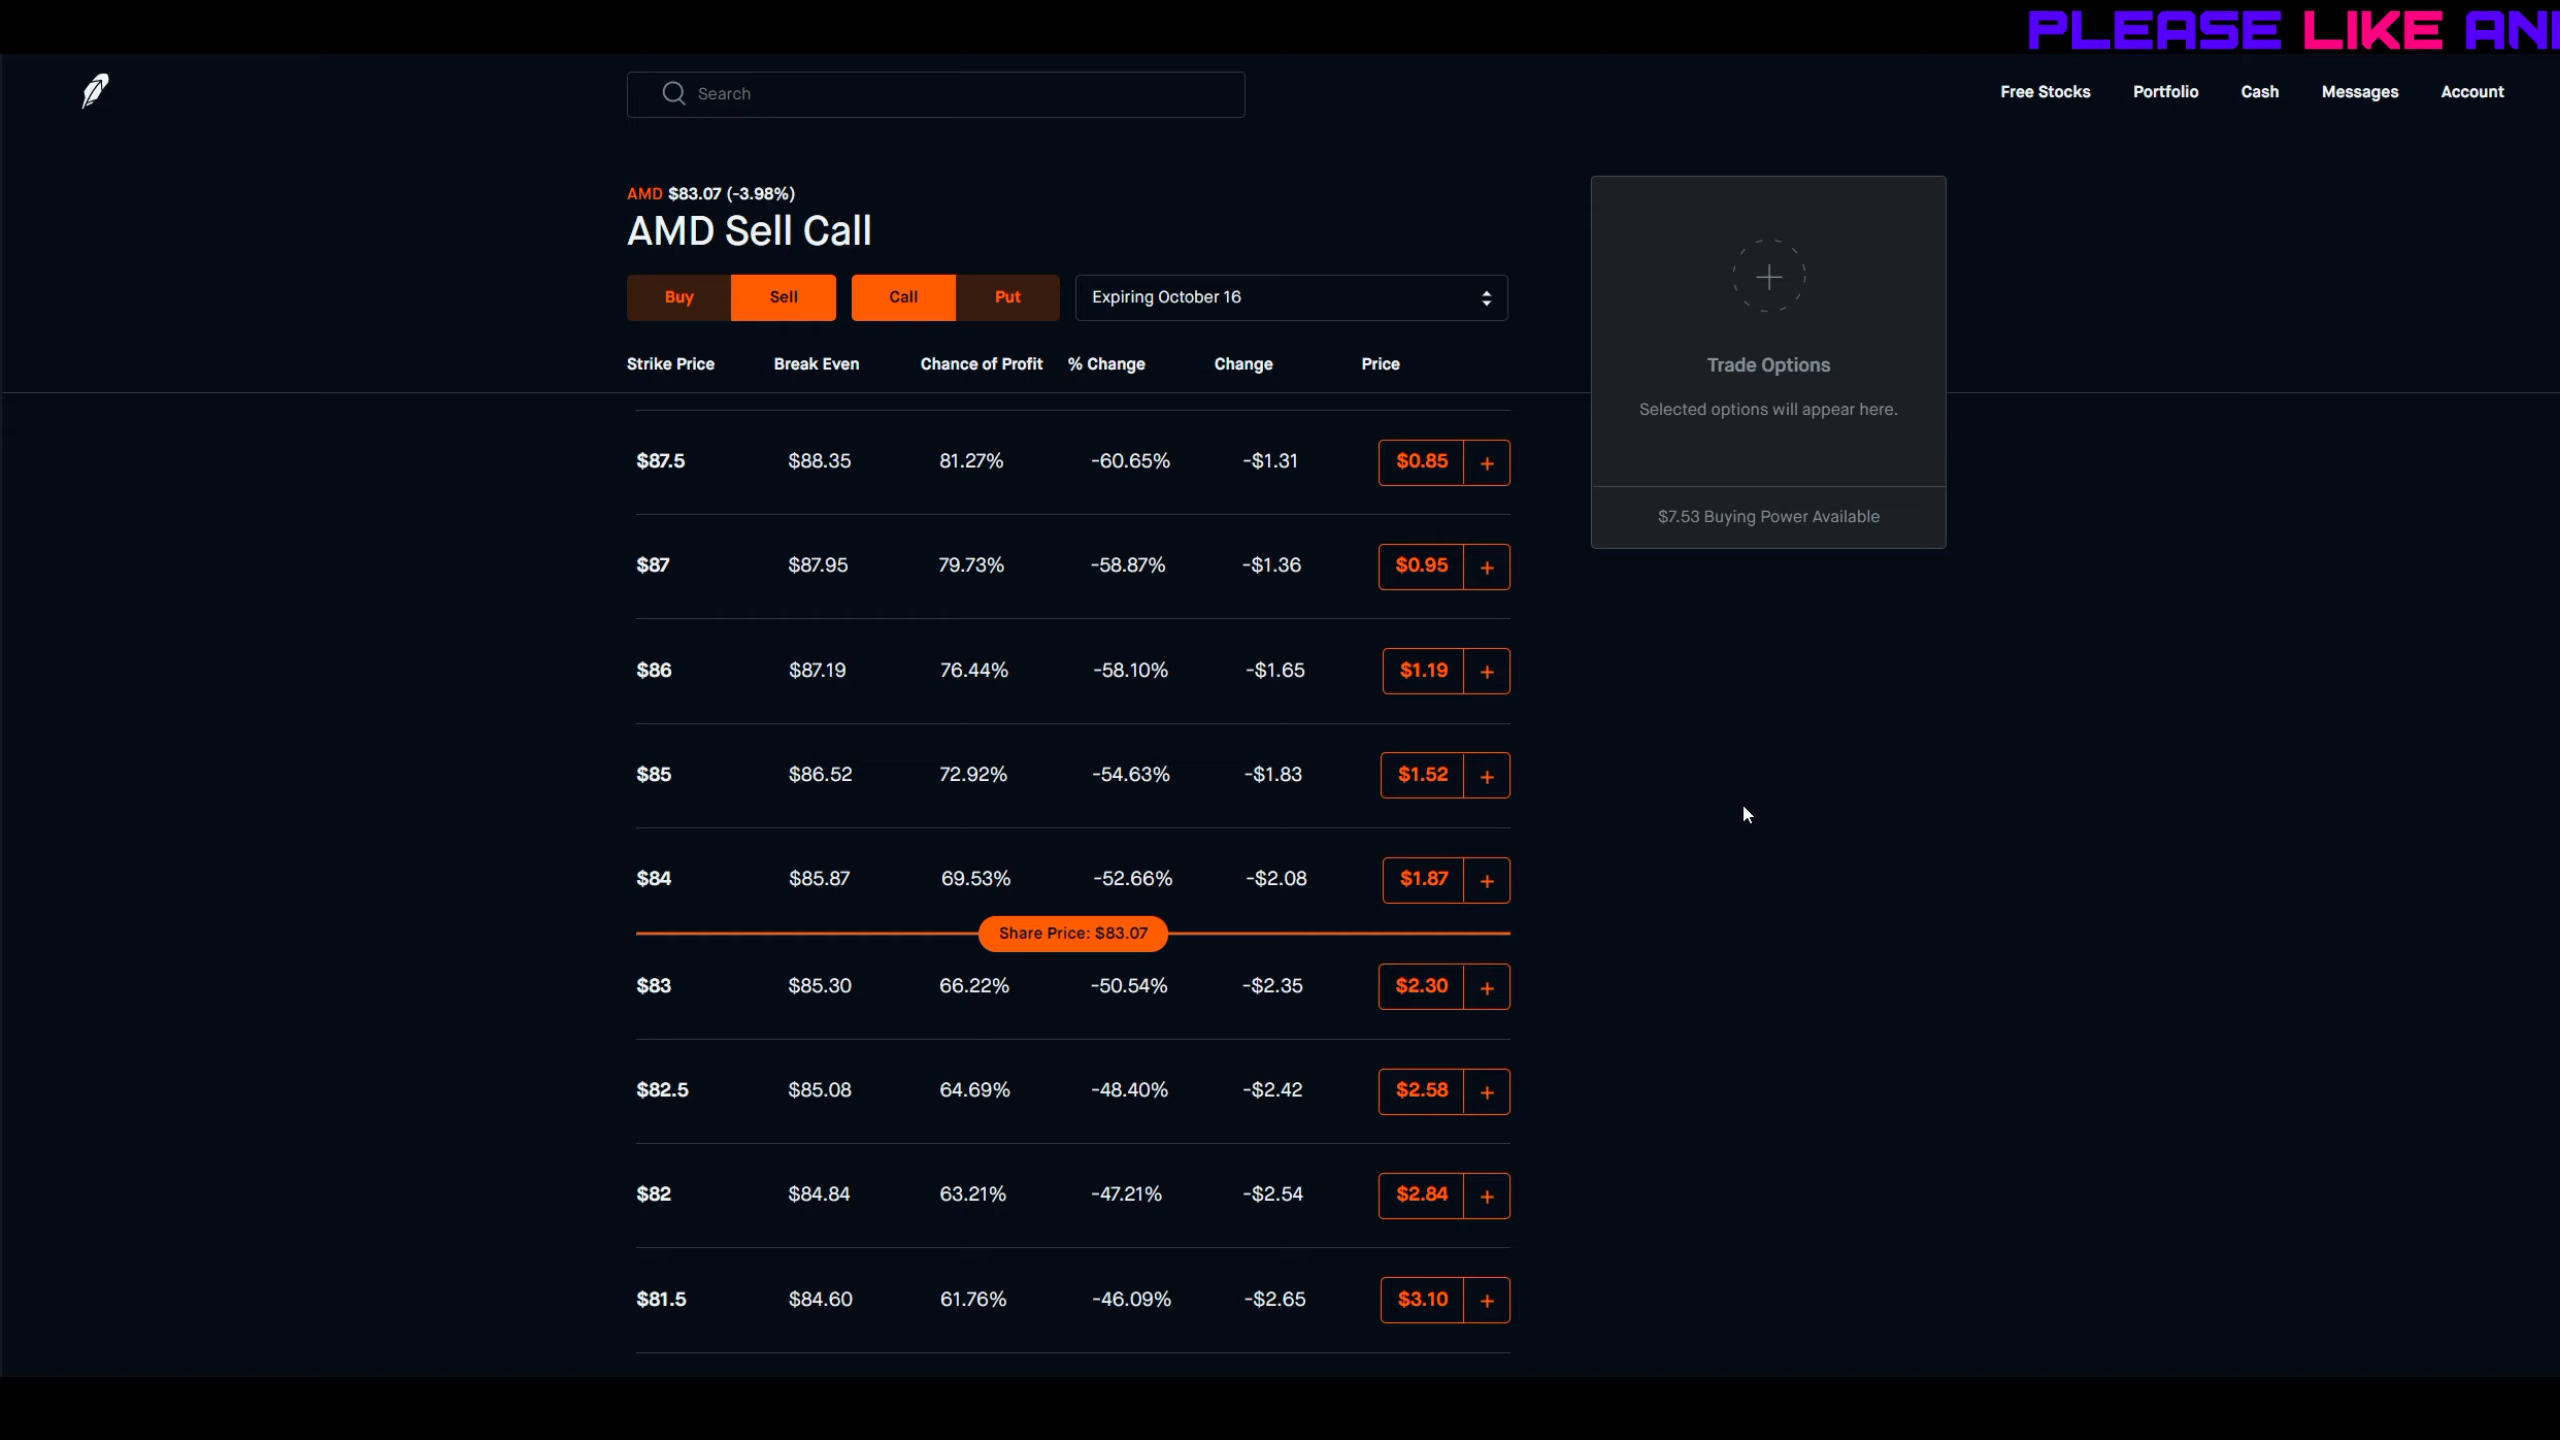 PLEASE LIKE AN
Search
Free Stocks Portfolio Cash Messages Account
AMD $83.07 (-3.98%)
AMD Sell Call
Buy Sell Call Put Expiring October 16
Strike Price Break Even Chance of Profit % Change Change Price
$87.5 $88.35 81.27% -60.65% -$1.31 $0.85 +
$87 $87.95 79.73% -58.87% -$1.36 $0.95 +
$86 $87.19 76.44% -58.10% -$1.65 $1.19 +
$85 $86.52 72.92% -54.63% -$1.83 $1.52 +
$84 $85.87 69.53% -52.66% -$2.08 $1.87 +
Share Price: $83.07
$83 $85.30 66.22% -50.54% -$2.35 $2.30 +
$82.5 $85.08 64.69% -48.40% -$2.42 $2.58 +
$82 $84.84 63.21% -47.21% -$2.54 $2.84 +
$81.5 $84.60 61.76% -46.09% -$2.65 $3.10 +
Trade Options
Selected options will appear here.
$7.53 Buying Power Available